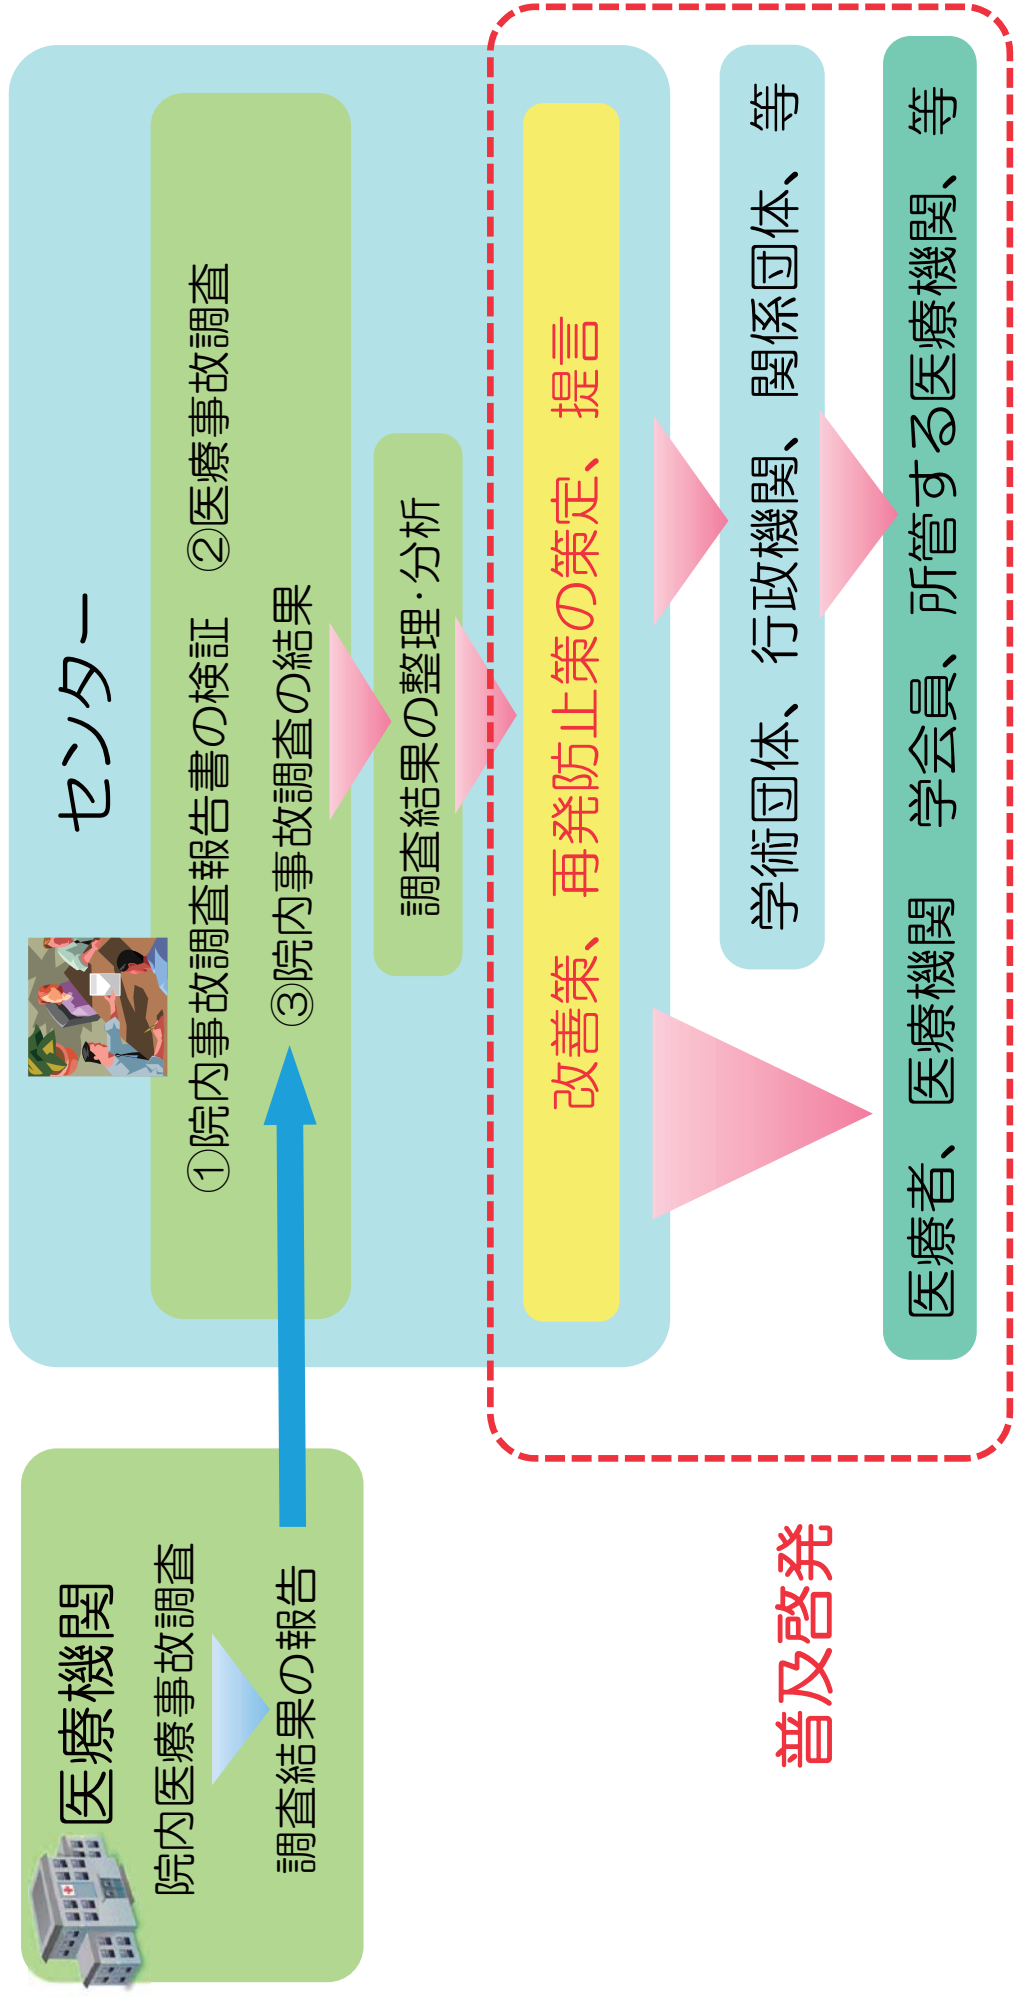 医療機関
院内医療事故調査
調査結果の報告
センター
①院内事故調査報告書の検証 ②医療事故調査
③院内事故調査の結果
調査結果の整理・分析
改善策、再発防止策の策定、提言
学術団体、行政機関、関係団体、等
医療者、医療機関 学会員、所管する医療機関、等
普及啓発